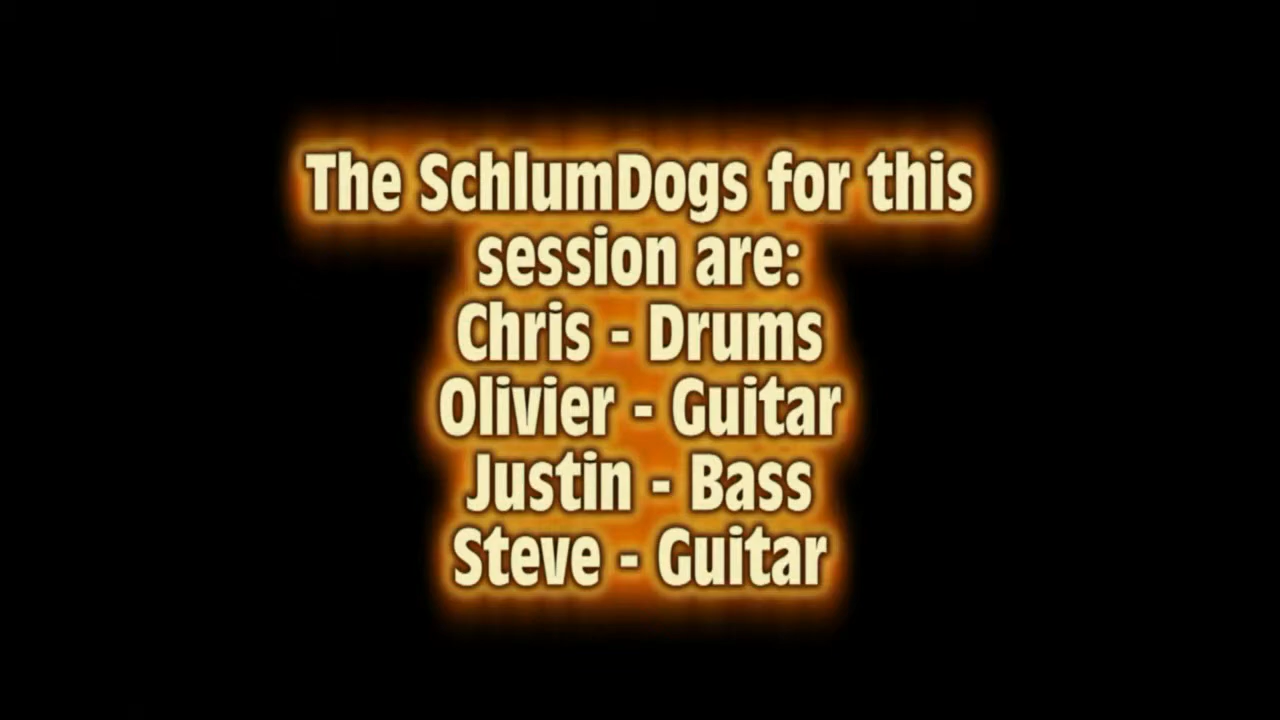 The SchlumDogs for this
session are:
Chris - Drums
Olivier - Guitar
Justin - Bass
Steve - Guitar